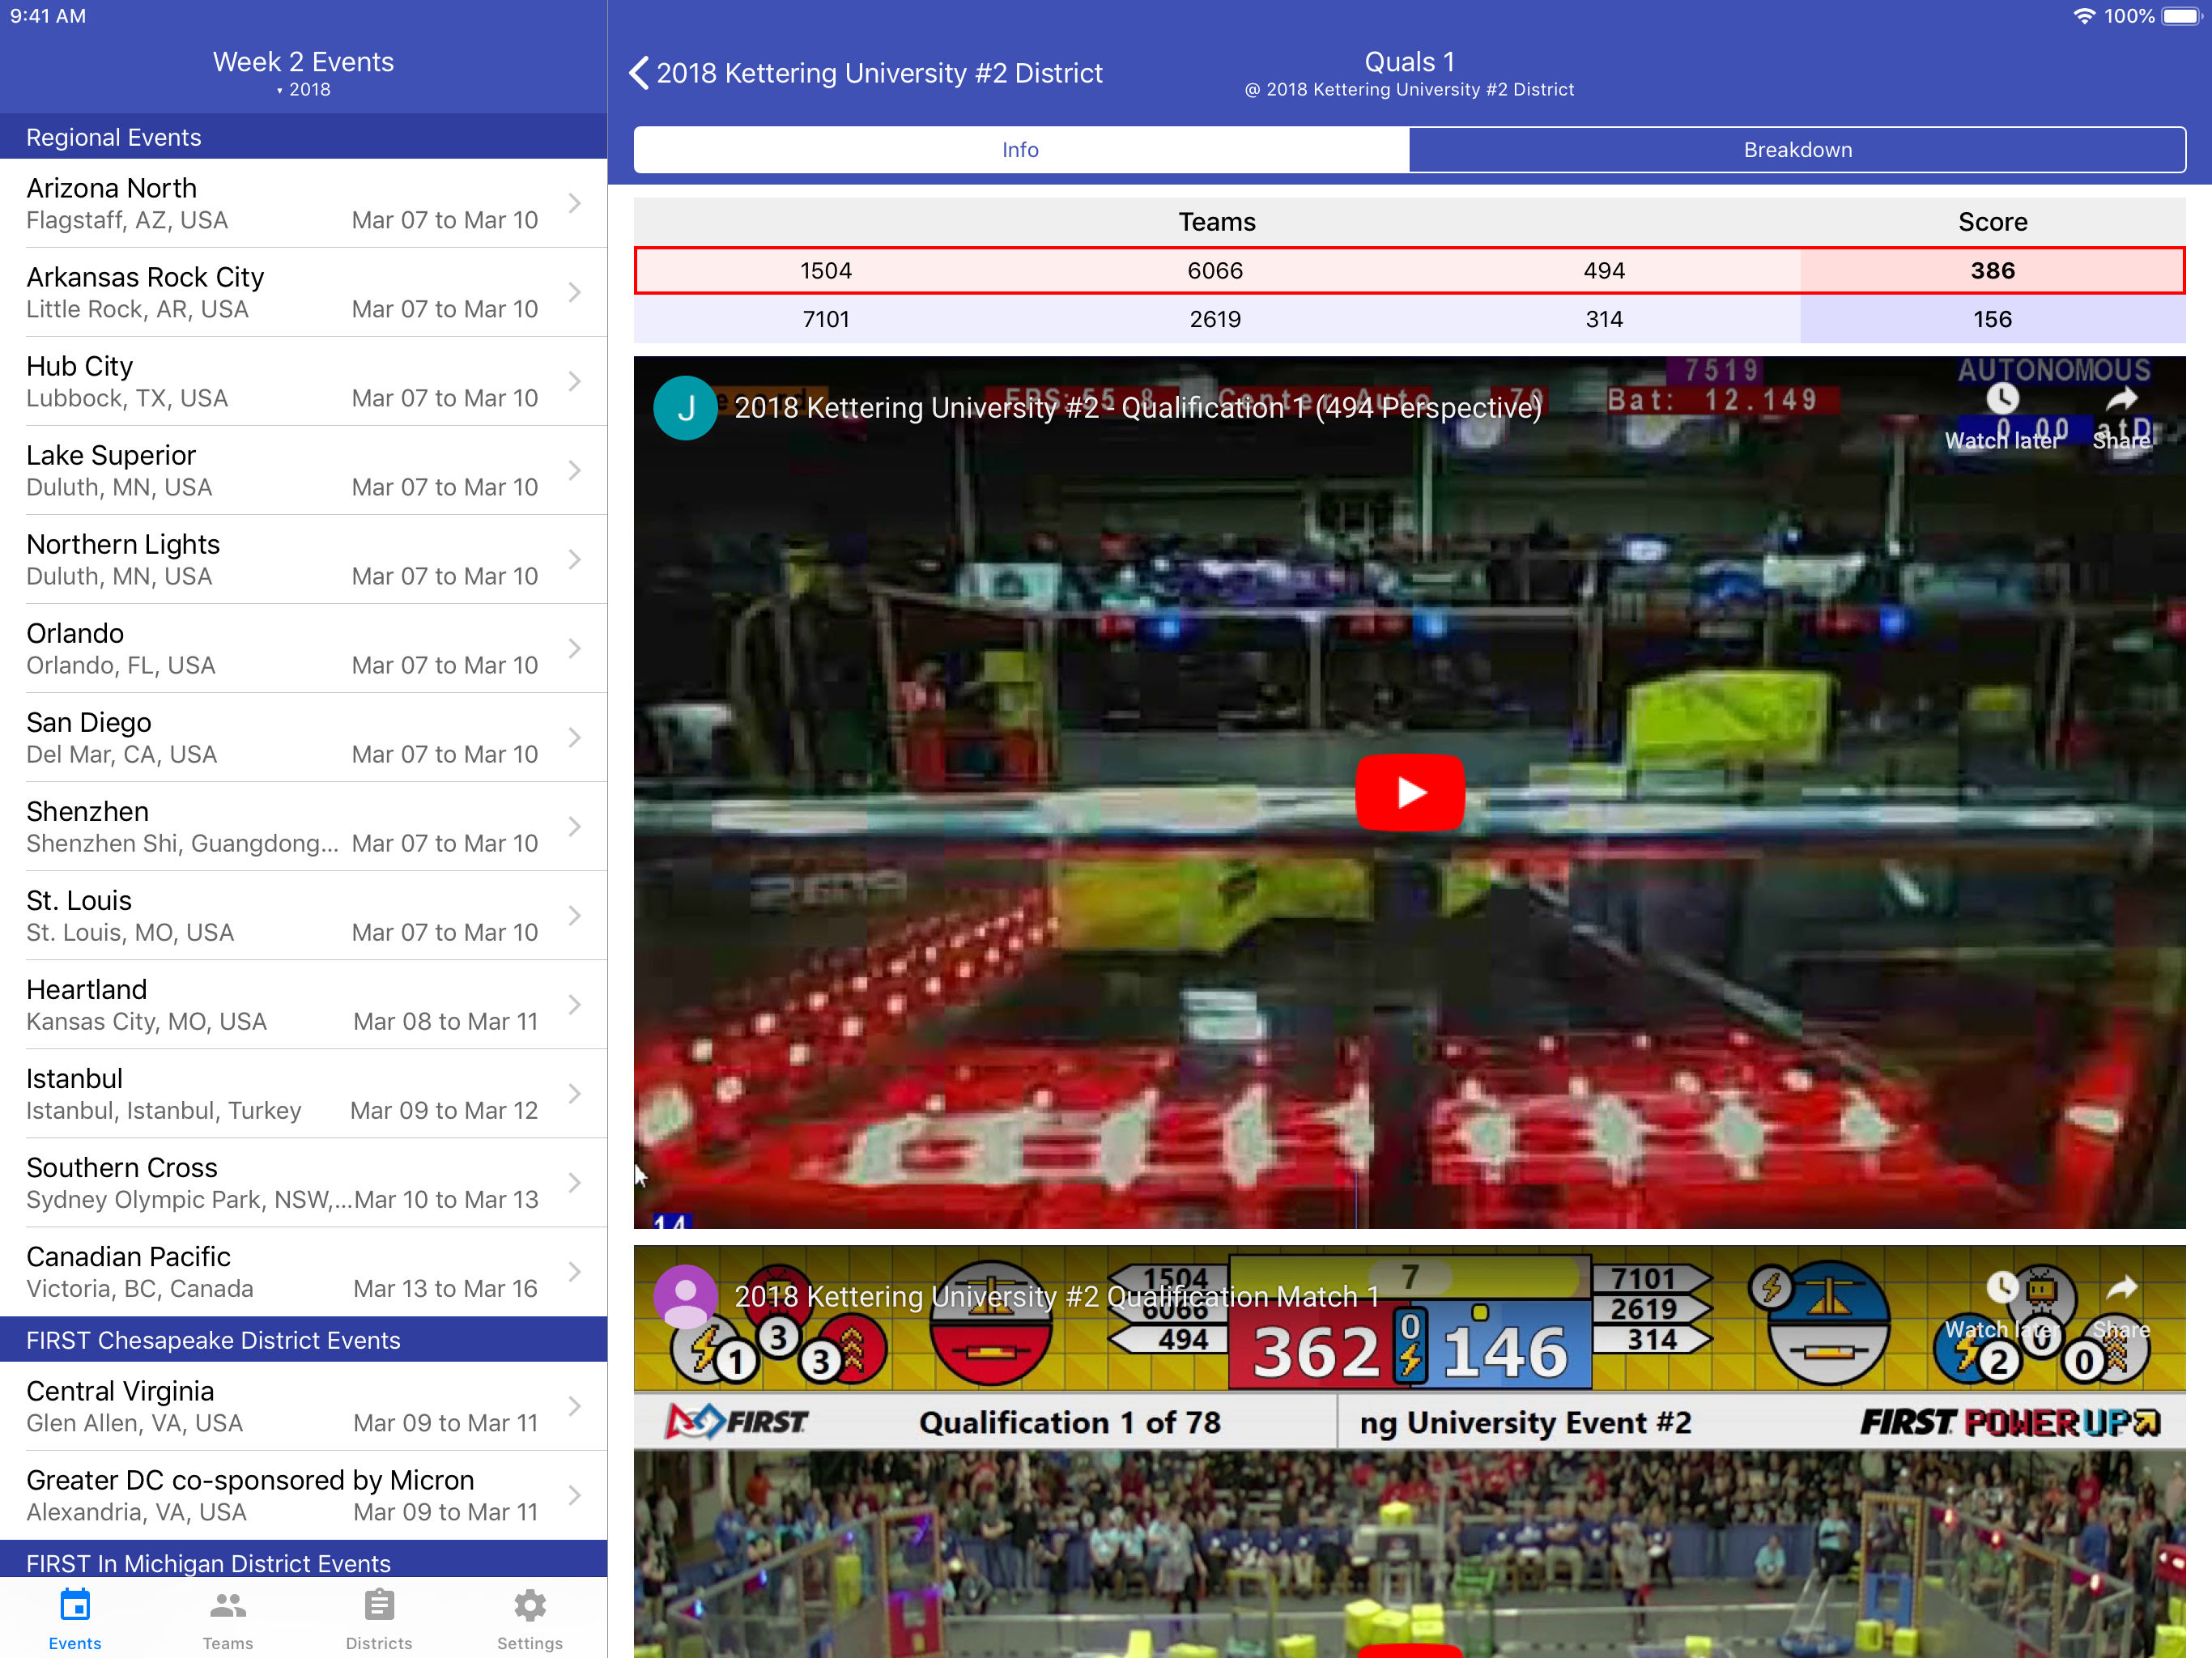 9:41 AM
100%
Week 2 Events
▾ 2018
Regional Events
Arizona North
Flagstaff, AZ, USA Mar 07 to Mar 10
Arkansas Rock City
Little Rock, AR, USA Mar 07 to Mar 10
Hub City
Lubbock, TX, USA Mar 07 to Mar 10
Lake Superior
Duluth, MN, USA Mar 07 to Mar 10
Northern Lights
Duluth, MN, USA Mar 07 to Mar 10
Orlando
Orlando, FL, USA Mar 07 to Mar 10
San Diego
Del Mar, CA, USA Mar 07 to Mar 10
Shenzhen
Shenzhen Shi, Guangdong... Mar 07 to Mar 10
St. Louis
St. Louis, MO, USA Mar 07 to Mar 10
Heartland
Kansas City, MO, USA Mar 08 to Mar 11
Istanbul
Istanbul, Istanbul, Turkey Mar 09 to Mar 12
Southern Cross
Sydney Olympic Park, NSW,... Mar 10 to Mar 13
Canadian Pacific
Victoria, BC, Canada Mar 13 to Mar 16
FIRST Chesapeake District Events
Central Virginia
Glen Allen, VA, USA Mar 09 to Mar 11
Greater DC co-sponsored by Micron
Alexandria, VA, USA Mar 09 to Mar 11
FIRST In Michigan District Events
Events Teams Districts Settings
2018 Kettering University #2 District
Quals 1
@ 2018 Kettering University #2 District
Info Breakdown
Teams Score
1504 6066 494 386
7101 2619 314 156
7519 AUTONOMOUS
FPS:55.8 Center Auto 70 Bat: 12.149
J 2018 Kettering University #2 - Qualification 1 (494 Perspective)
0.00
Watch later Share
14
1504 7 7101
2018 Kettering University #2 Qualification Match 1
6066 2619
494 314
362 0 146
3 1 3
Watch later Share
2 0 0
FIRST Qualification 1 of 78 ng University Event #2 FIRST POWER UP